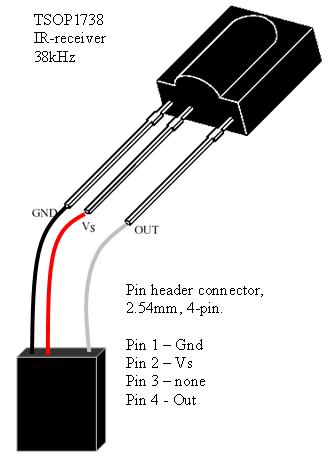 TSOP1738
IR-receiver
38kHz
GND
Vs
OUT
Pin header connector,
2.54mm, 4-pin.
Pin 1 – Gnd
Pin 2 – Vs
Pin 3 – none
Pin 4 - Out